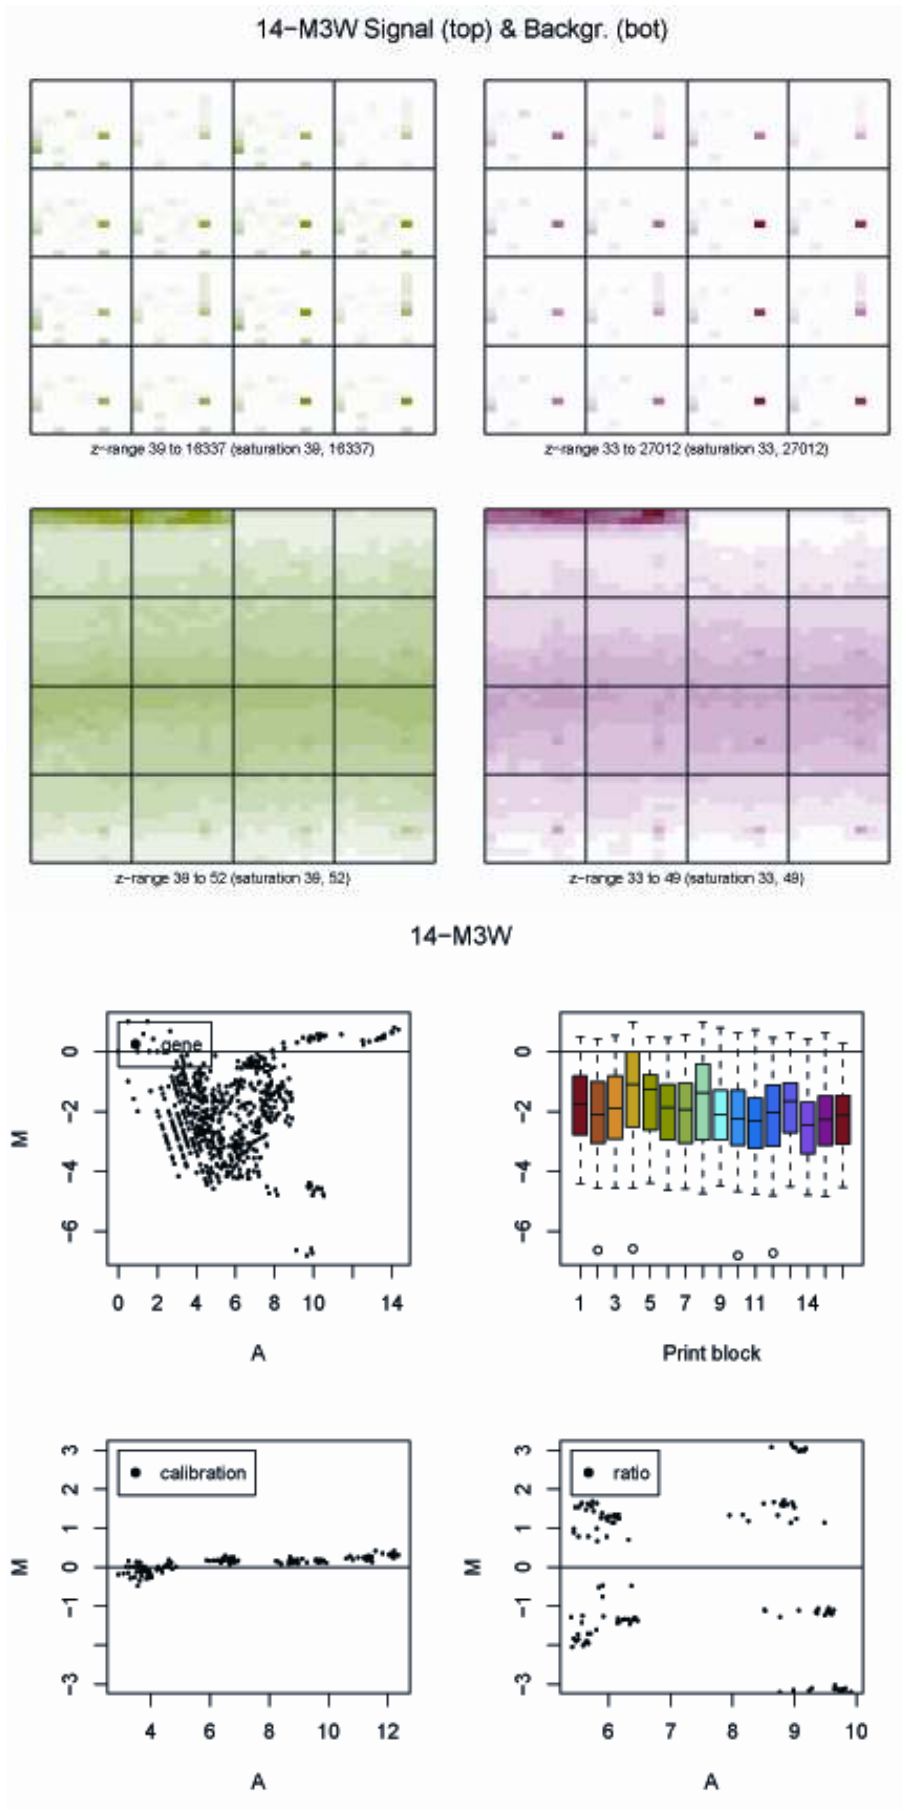 14−M3W Signal (top) & Backgr. (bot)
z−range 39 to 16337 (saturation 39, 16337)
z−range 33 to 27012 (saturation 33, 27012)
z−range 39 to 52 (saturation 39, 52)
z−range 33 to 49 (saturation 33, 49)
14−M3W
gene
M
0
−2
−4
−6
0 2 4 6 8 10 14
A
0
−2
−4
−6
1 3 5 7 9 11 14
Print block
calibration
M
3
2
1
0
−1
−3
4 6 8 10 12
A
ratio
M
3
2
1
0
−1
−3
6 7 8 9 10
A